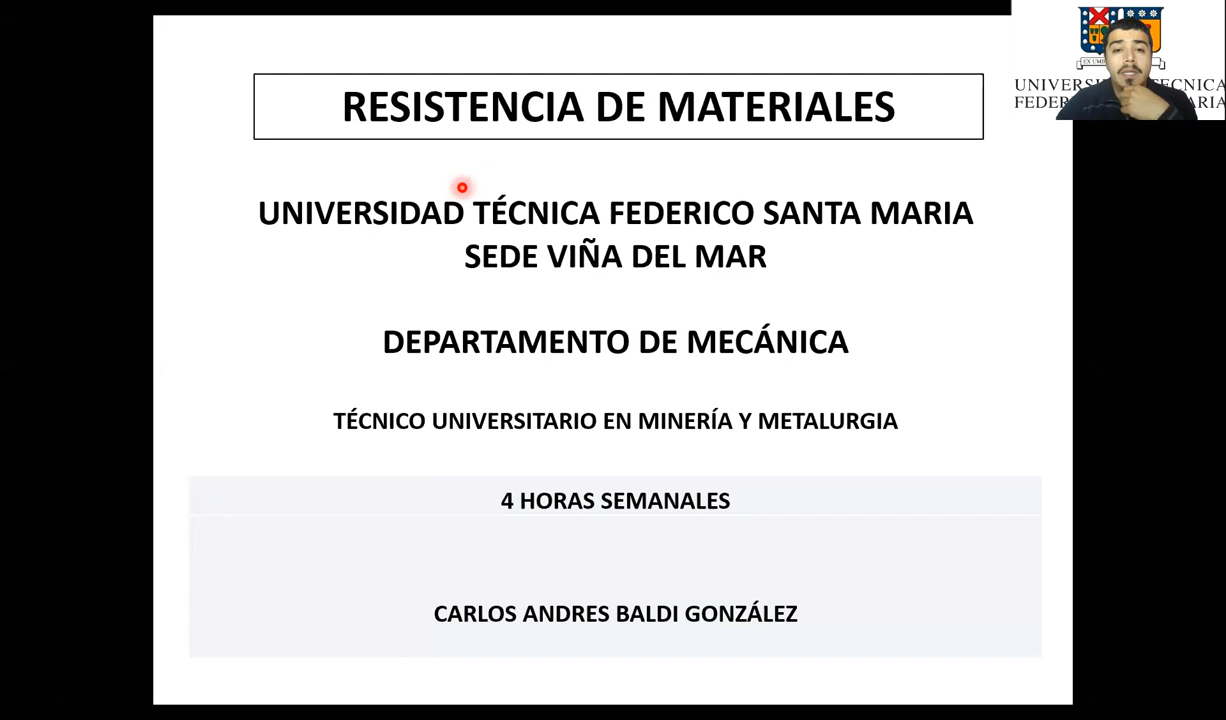 RESISTENCIA DE MATERIALES
UNIVERSIDAD TÉCNICA FEDERICO SANTA MARIA
SEDE VIÑA DEL MAR
DEPARTAMENTO DE MECÁNICA
TÉCNICO UNIVERSITARIO EN MINERÍA Y METALURGIA
4 HORAS SEMANALES
CARLOS ANDRES BALDI GONZÁLEZ